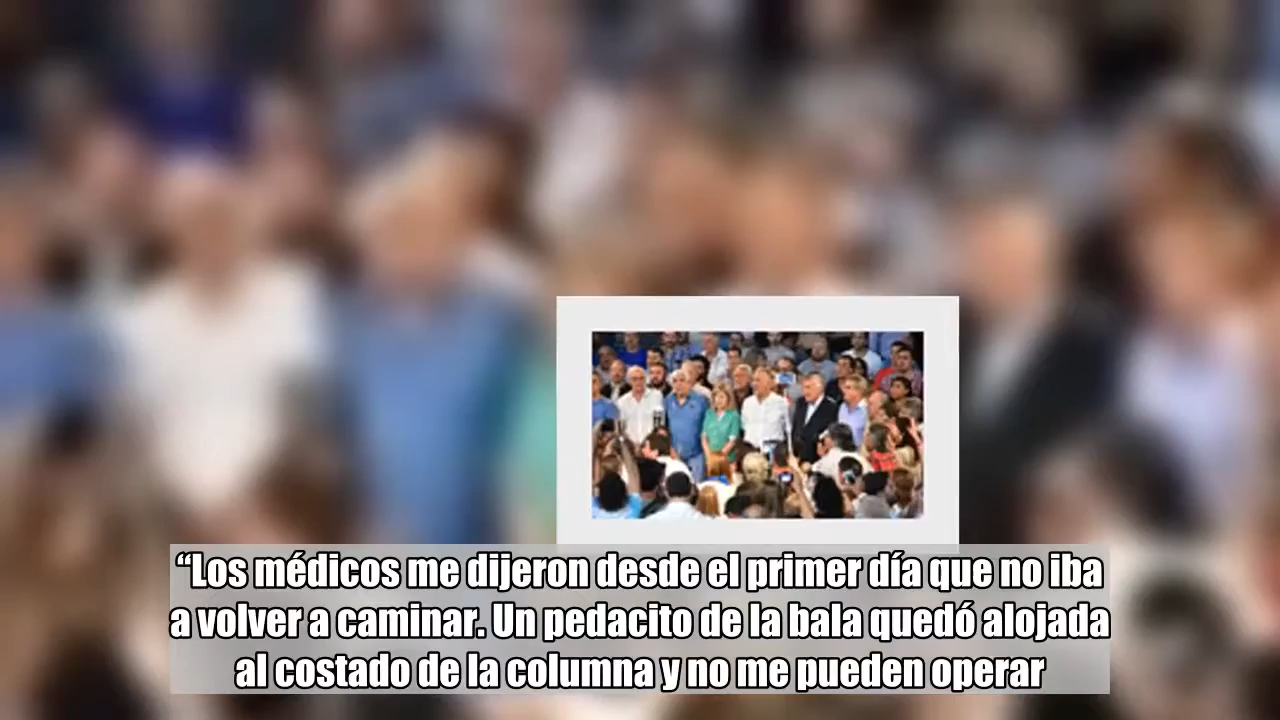 “Los médicos me dijeron desde el primer día que no iba
a volver a caminar. Un pedacito de la bala quedó alojada
al costado de la columna y no me pueden operar